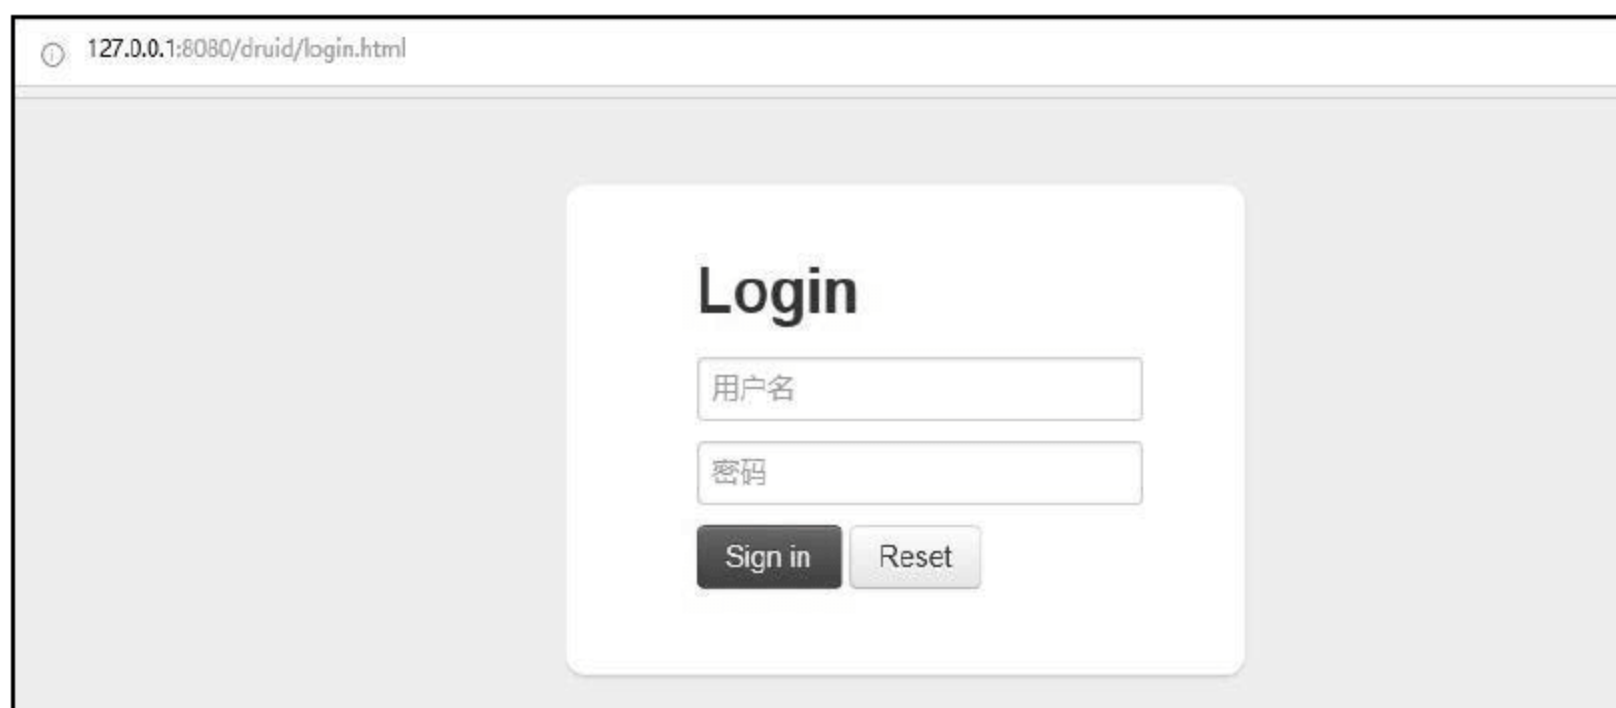 127.0.0.1:8080/druid/login.html
Login
用户名
密码
Sign in Reset